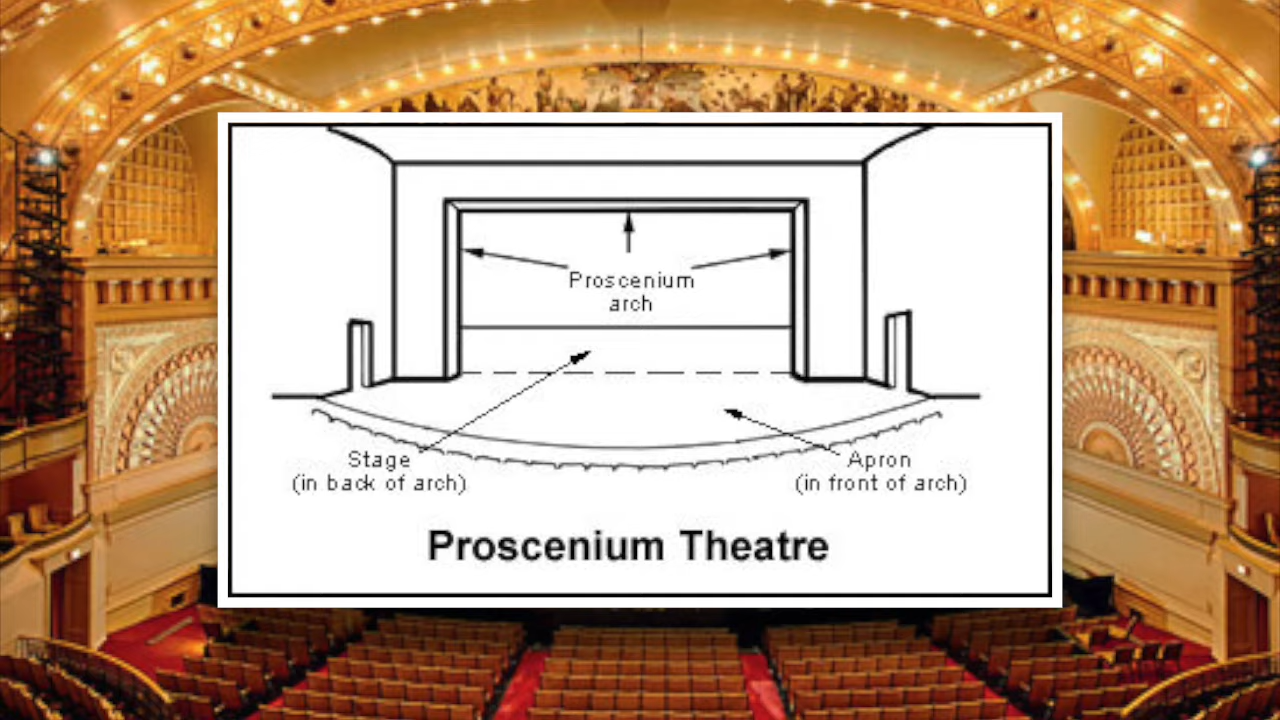 Proscenium
arch
Stage
(in back of arch)
Apron
(in front of arch)
Proscenium Theatre